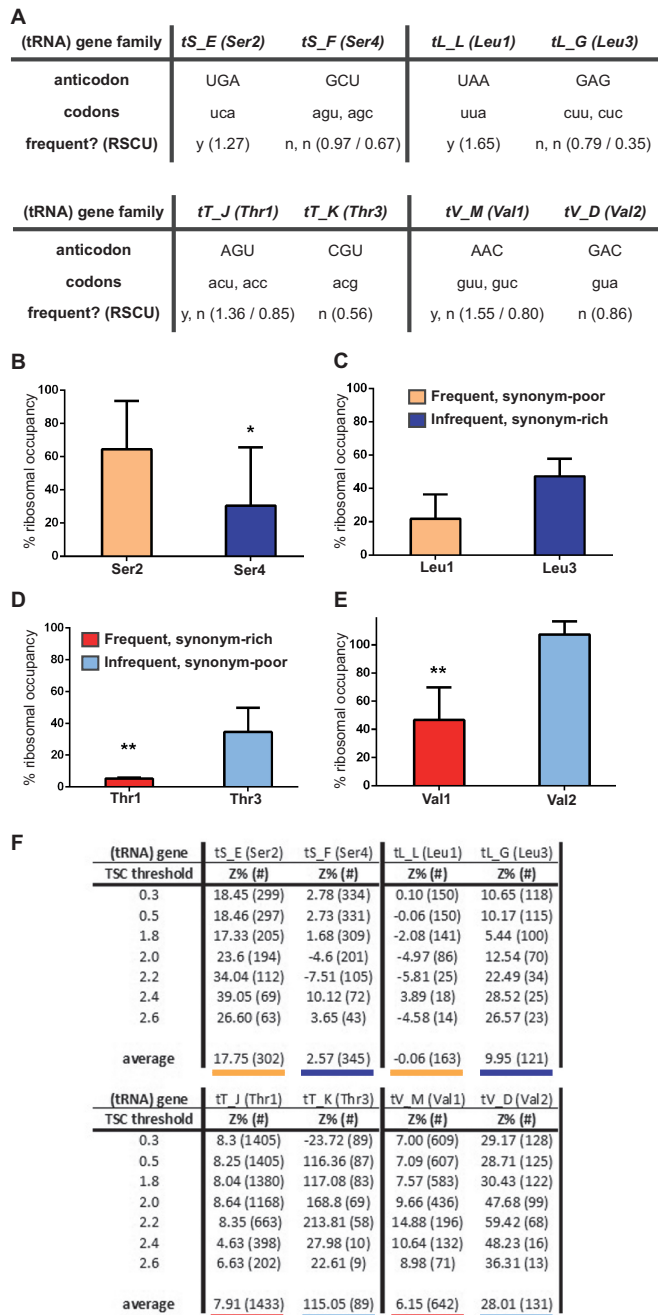 A
(tRNA) gene family tS_E (Ser2) tS_F (Ser4) tL_L (Leu1) tL_G (Leu3)
anticodon UGA GCU UAA GAG
codons uca agu, agc uua cuu, cuc
frequent? (RSCU) y (1.27) n, n (0.97 / 0.67) y (1.65) n, n (0.79 / 0.35)
(tRNA) gene family tT_J (Thr1) tT_K (Thr3) tV_M (Val1) tV_D (Val2)
anticodon AGU CGU AAC GAC
codons acu, acc acg guu, guc gua
frequent? (RSCU) y, n (1.36 / 0.85) n (0.56) y, n (1.55 / 0.80) n (0.86)
B
% ribosomal occupancy
100
80
60
40
20
0
*
Ser2 Ser4
C
Frequent, synonym-poor
Infrequent, synonym-rich
% ribosomal occupancy
100
80
60
40
20
0
Leu1 Leu3
D
Frequent, synonym-rich
Infrequent, synonym-poor
% ribosomal occupancy
100
80
60
40
20
0
**
Thr1 Thr3
E
% ribosomal occupancy
100
80
60
40
20
0
**
Val1 Val2
F
(tRNA) gene tS_E (Ser2) tS_F (Ser4) tL_L (Leu1) tL_G (Leu3)
TSC threshold Z% (#) Z% (#) Z% (#) Z% (#)
0.3 18.45 (299) 2.78 (334) 0.10 (150) 10.65 (118)
0.5 18.46 (297) 2.73 (331) -0.06 (150) 10.17 (115)
1.8 17.33 (205) 1.68 (309) -2.08 (141) 5.44 (100)
2.0 23.6 (194) -4.6 (201) -4.97 (86) 12.54 (70)
2.2 34.04 (112) -7.51 (105) -5.81 (25) 22.49 (34)
2.4 39.05 (69) 10.12 (72) 3.89 (18) 28.52 (25)
2.6 26.60 (63) 3.65 (43) -4.58 (14) 26.57 (23)
average 17.75 (302) 2.57 (345) -0.06 (163) 9.95 (121)
(tRNA) gene tT_J (Thr1) tT_K (Thr3) tV_M (Val1) tV_D (Val2)
TSC threshold Z% (#) Z% (#) Z% (#) Z% (#)
0.3 8.3 (1405) -23.72 (89) 7.00 (609) 29.17 (128)
0.5 8.25 (1405) 116.36 (87) 7.09 (607) 28.71 (125)
1.8 8.04 (1380) 117.08 (83) 7.57 (583) 30.43 (122)
2.0 8.64 (1168) 168.8 (69) 9.66 (436) 47.68 (99)
2.2 8.35 (663) 213.81 (58) 14.88 (196) 59.42 (68)
2.4 4.63 (398) 27.98 (10) 10.64 (132) 48.23 (16)
2.6 6.63 (202) 22.61 (9) 8.98 (71) 36.31 (13)
average 7.91 (1433) 115.05 (89) 6.15 (642) 28.01 (131)